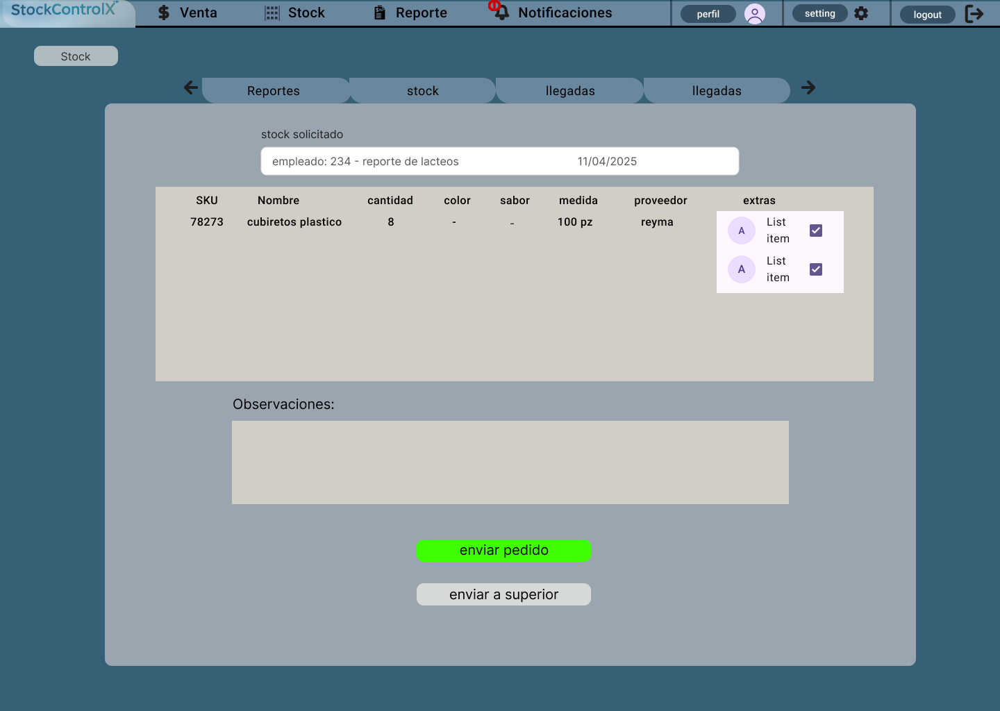 StockControlX
$ Venta Stock Reporte 0 Notificaciones perfil setting logout
Stock
Reportes stock llegadas llegadas
stock solicitado
empleado: 234 - reporte de lacteos 11/04/2025
SKU Nombre cantidad color sabor medida proveedor extras
78273 cubiretos plastico 8 - - 100 pz reyma
A List item
A List item
Observaciones:
enviar pedido
enviar a superior